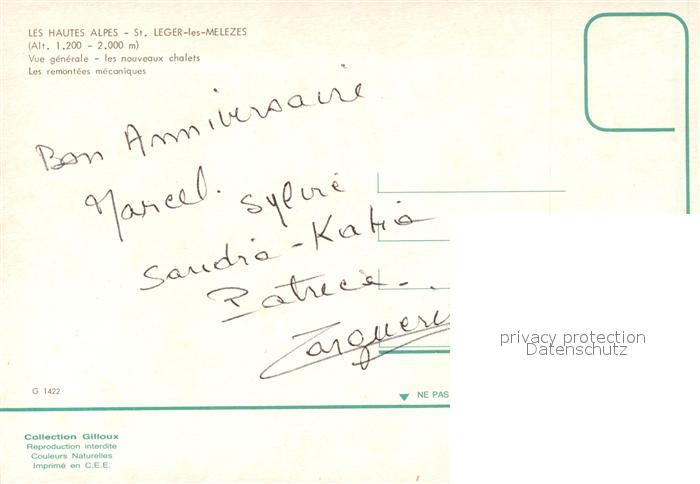 LES HAUTES ALPES - St. LEGER-les-MELEZES
(Alt. 1.200 - 2.000 m)
Vue générale - les nouveaux chalets
Les remontées mécaniques
Bon Anniversaire
Marcel. Sylvie
Sandra - Katia
Patrice.
G 1422
NE PAS
Collection Gilloux
Reproduction interdite
Couleurs Naturelles
Imprimé en C.E.E.
privacy protection
Datenschutz